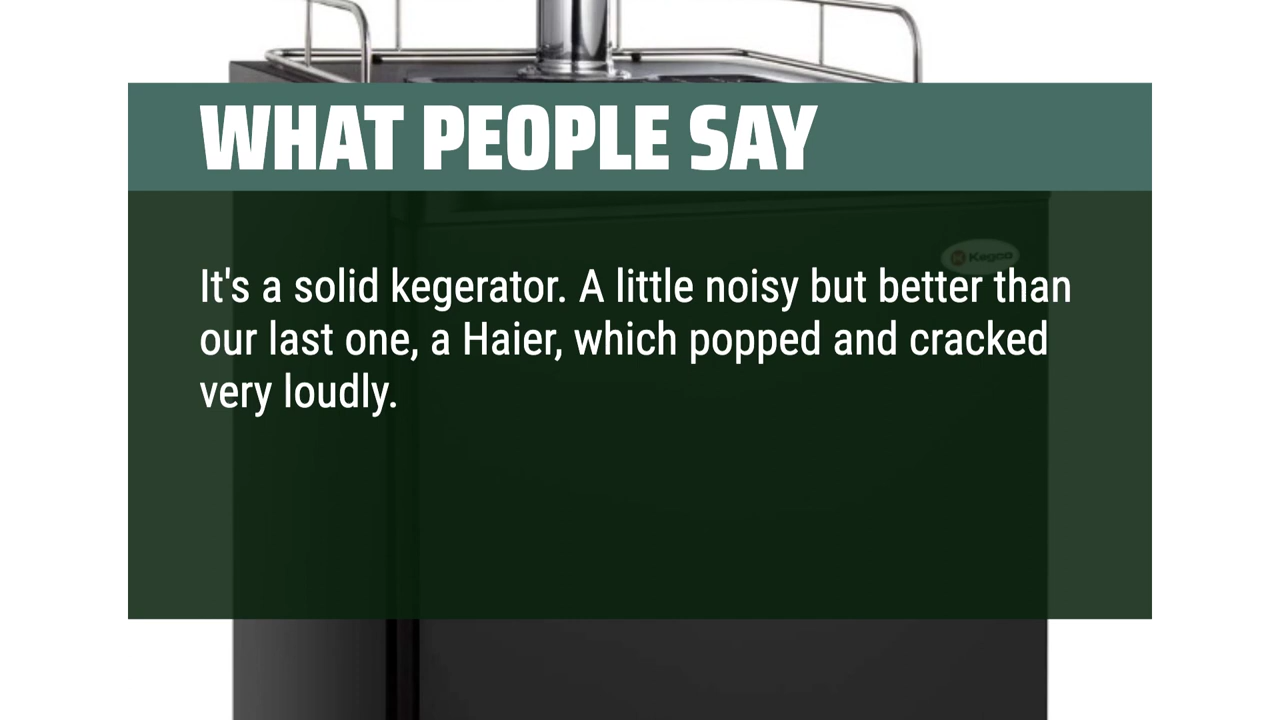 WHAT PEOPLE SAY
Kegco
It's a solid kegerator. A little noisy but better than
our last one, a Haier, which popped and cracked
very loudly.